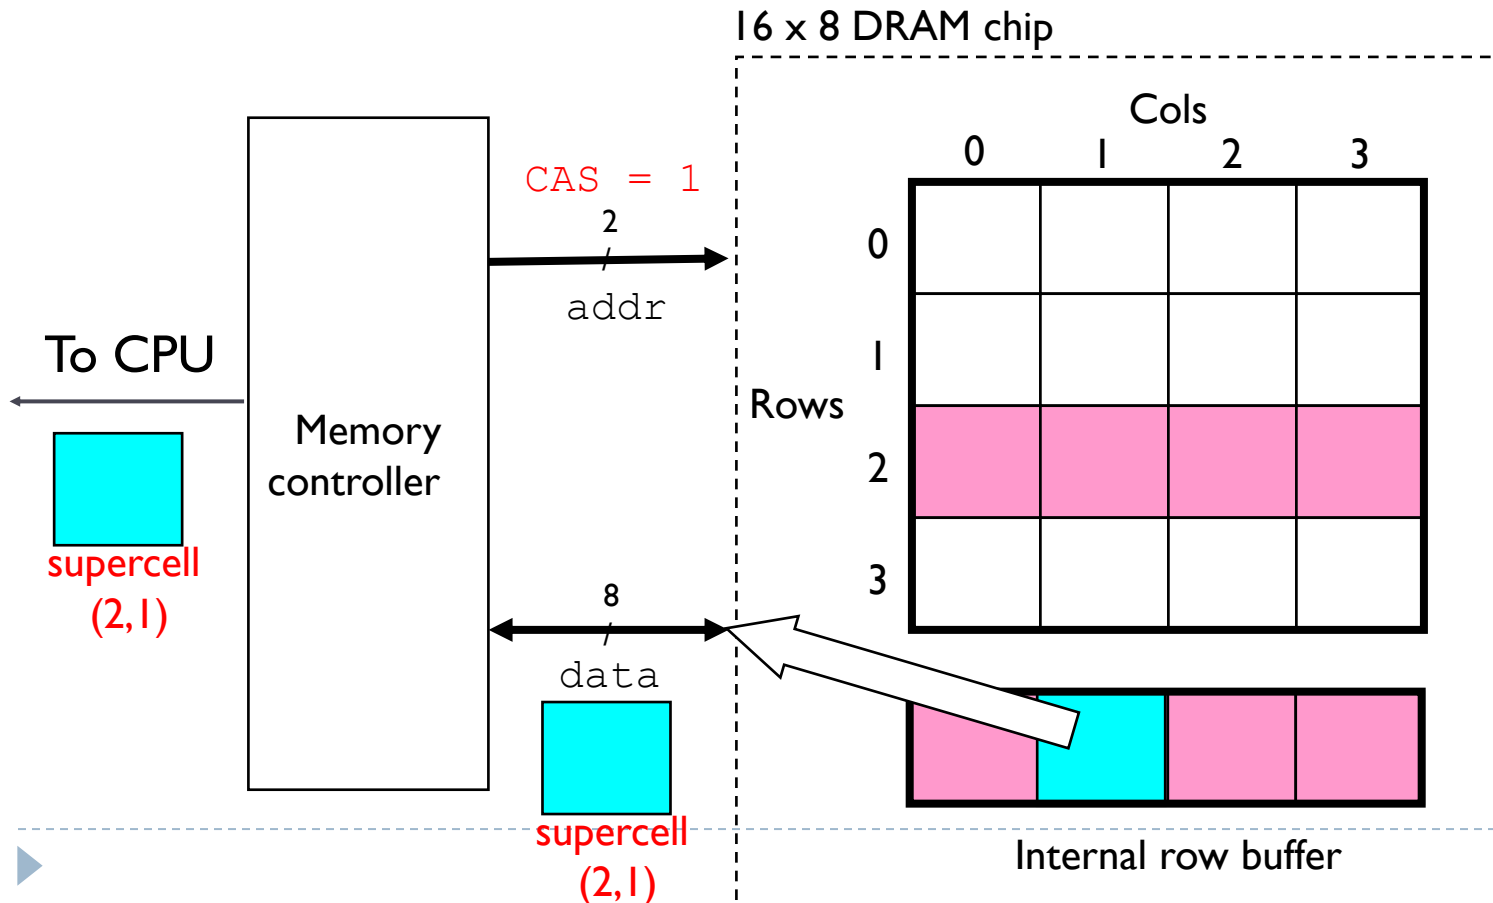 16 x 8 DRAM chip
Cols
0 1 2 3
CAS = 1
2
addr
0
1
Rows
2
3
To CPU
Memory
controller
supercell
(2,1)
8
data
supercell
(2,1)
Internal row buffer